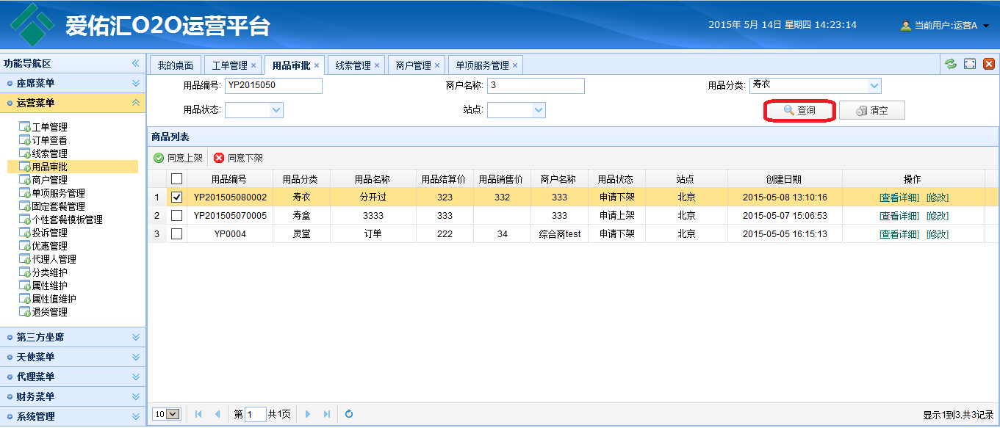 爱佑汇O2O运营平台
2015年 5月 14日 星期四 14:23:14 当前用户:运营A
功能导航区
座席菜单
运营菜单
工单管理
订单查看
线索管理
用品审批
商户管理
单项服务管理
固定套餐管理
个性套餐模板管理
投诉管理
优惠管理
代理人管理
分类维护
属性维护
属性值维护
退货管理
第三方坐席
天使菜单
代理菜单
财务菜单
系统管理
我的桌面 工单管理 用品审批 线索管理 商户管理 单项服务管理
用品编号: YP2015050 商户名称: 3 用品分类: 寿衣
用品状态: 站点: 查询 清空
商品列表
同意上架 同意下架
用品编号 用品分类 用品名称 用品结算价 用品销售价 商户名称 用品状态 站点 创建日期 操作
1 YP201505080002 寿衣 分开过 323 332 333 申请下架 北京 2015-05-08 13:10:16 [查看详细] [修改]
2 YP201505070005 寿盒 3333 333 333 申请上架 北京 2015-05-07 15:06:53 [查看详细] [修改]
3 YP0004 灵堂 订单 222 34 综合商test 申请下架 北京 2015-05-05 16:15:13 [查看详细] [修改]
10 第 1 共1页 显示1到3,共3记录